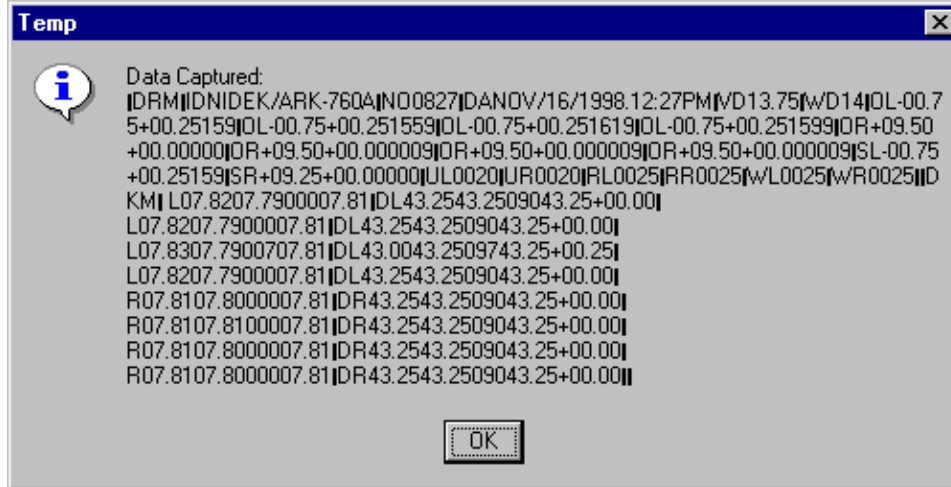 Temp
Data Captured:
|DRM|IDNIDEK/ARK-760A|NO0827|DANOV/16/1998.12:27PM|VD13.75|WD14|OL-00.7
5+00.25159|OL-00.75+00.251559|OL-00.75+00.251619|OL-00.75+00.251599|OR+09.50
+00.00000|OR+09.50+00.000009|OR+09.50+00.000009|OR+09.50+00.000009|SL-00.75
+00.25159|SR+09.25+00.00000|UL0020|UR0020|RL0025|RR0025|WL0025|WR0025||D
KM| L07.8207.7900007.81|DL43.2543.2509043.25+00.00|
L07.8207.7900007.81|DL43.2543.2509043.25+00.00|
L07.8307.7900707.81|DL43.0043.2509743.25+00.25|
L07.8207.7900007.81|DL43.2543.2509043.25+00.00|
R07.8107.8000007.81|DR43.2543.2509043.25+00.00|
R07.8107.8100007.81|DR43.2543.2509043.25+00.00|
R07.8107.8000007.81|DR43.2543.2509043.25+00.00|
R07.8107.8000007.81|DR43.2543.2509043.25+00.00||
OK